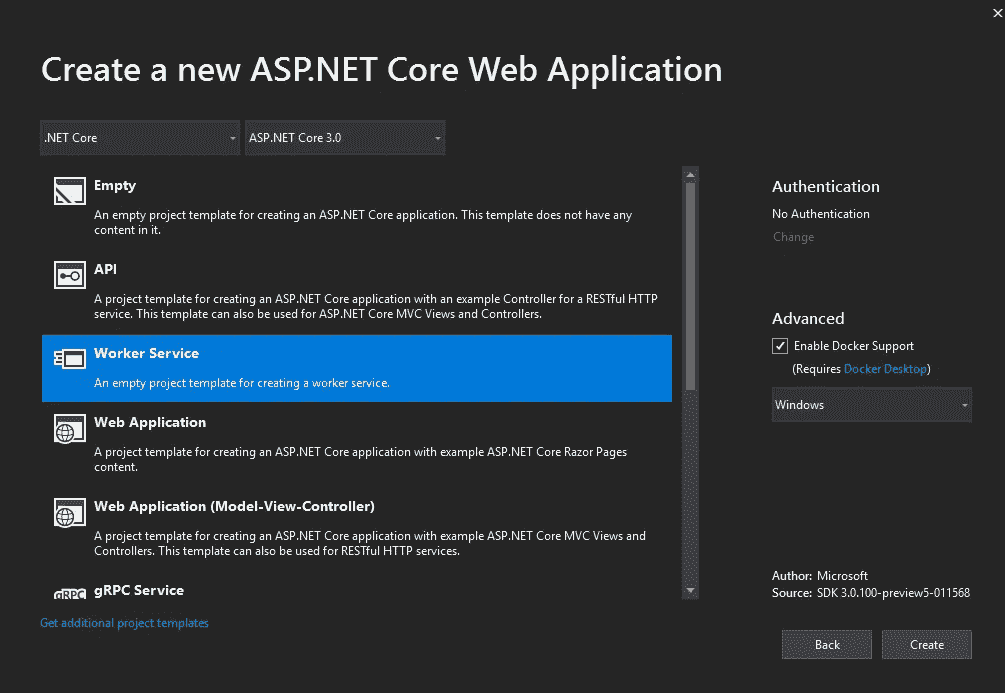 Create a new ASP.NET Core Web Application
.NET Core
ASP.NET Core 3.0
Empty
An empty project template for creating an ASP.NET Core application. This template does not have any
content in it.
API
A project template for creating an ASP.NET Core application with an example Controller for a RESTful HTTP
service. This template can also be used for ASP.NET Core MVC Views and Controllers.
Worker Service
An empty project template for creating a worker service.
Web Application
A project template for creating an ASP.NET Core application with example ASP.NET Core Razor Pages
content.
Web Application (Model-View-Controller)
A project template for creating an ASP.NET Core application with example ASP.NET Core MVC Views and
Controllers. This template can also be used for RESTful HTTP services.
gRPC
gRPC Service
Get additional project templates
Authentication
No Authentication
Change
Advanced
Enable Docker Support
(Requires Docker Desktop)
Windows
Author: Microsoft
Source: SDK 3.0.100-preview5-011568
Back
Create